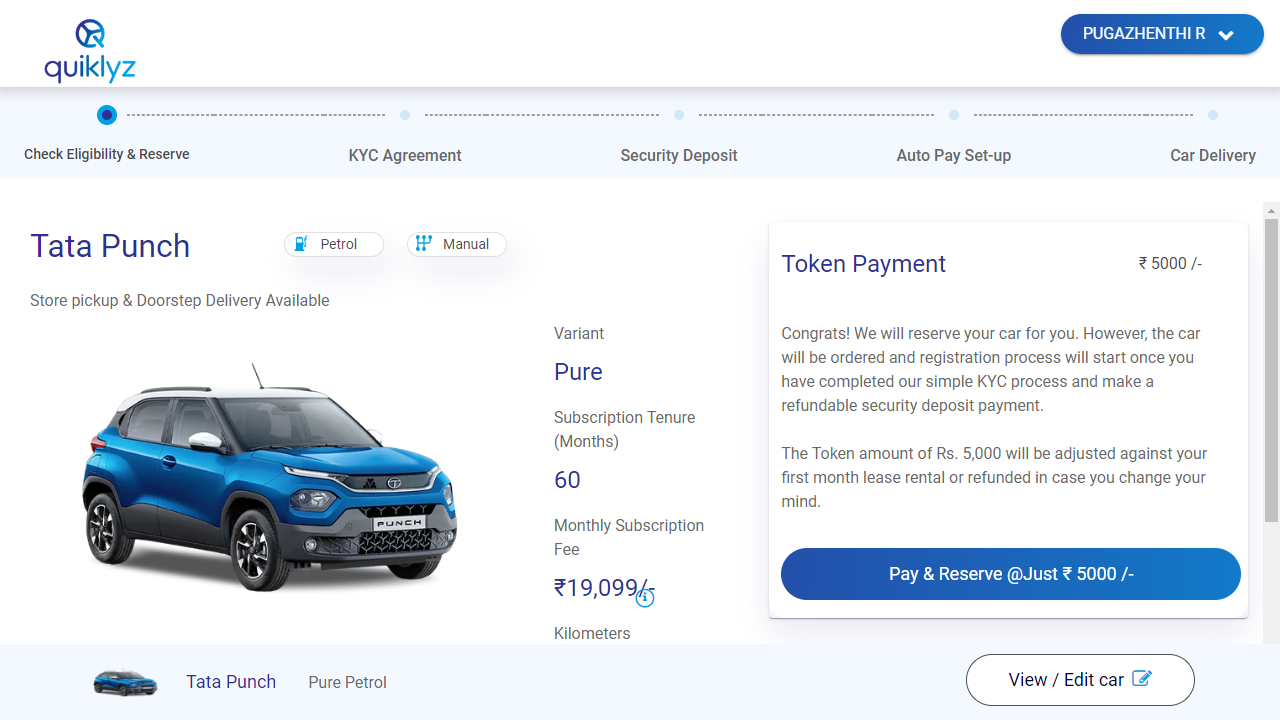 quiklyz
PUGAZHENTHI R
Check Eligibility & Reserve
KYC Agreement
Security Deposit
Auto Pay Set-up
Car Delivery
Tata Punch
Petrol
Manual
Store pickup & Doorstep Delivery Available
PUNCH
Variant
Pure
Subscription Tenure
(Months)
60
Monthly Subscription
Fee
₹19,099/-
Kilometers
Token Payment
₹ 5000 /-
Congrats! We will reserve your car for you. However, the car
will be ordered and registration process will start once you
have completed our simple KYC process and make a
refundable security deposit payment.
The Token amount of Rs. 5,000 will be adjusted against your
first month lease rental or refunded in case you change your
mind.
Pay & Reserve @Just ₹ 5000 /-
Tata Punch
Pure Petrol
View / Edit car